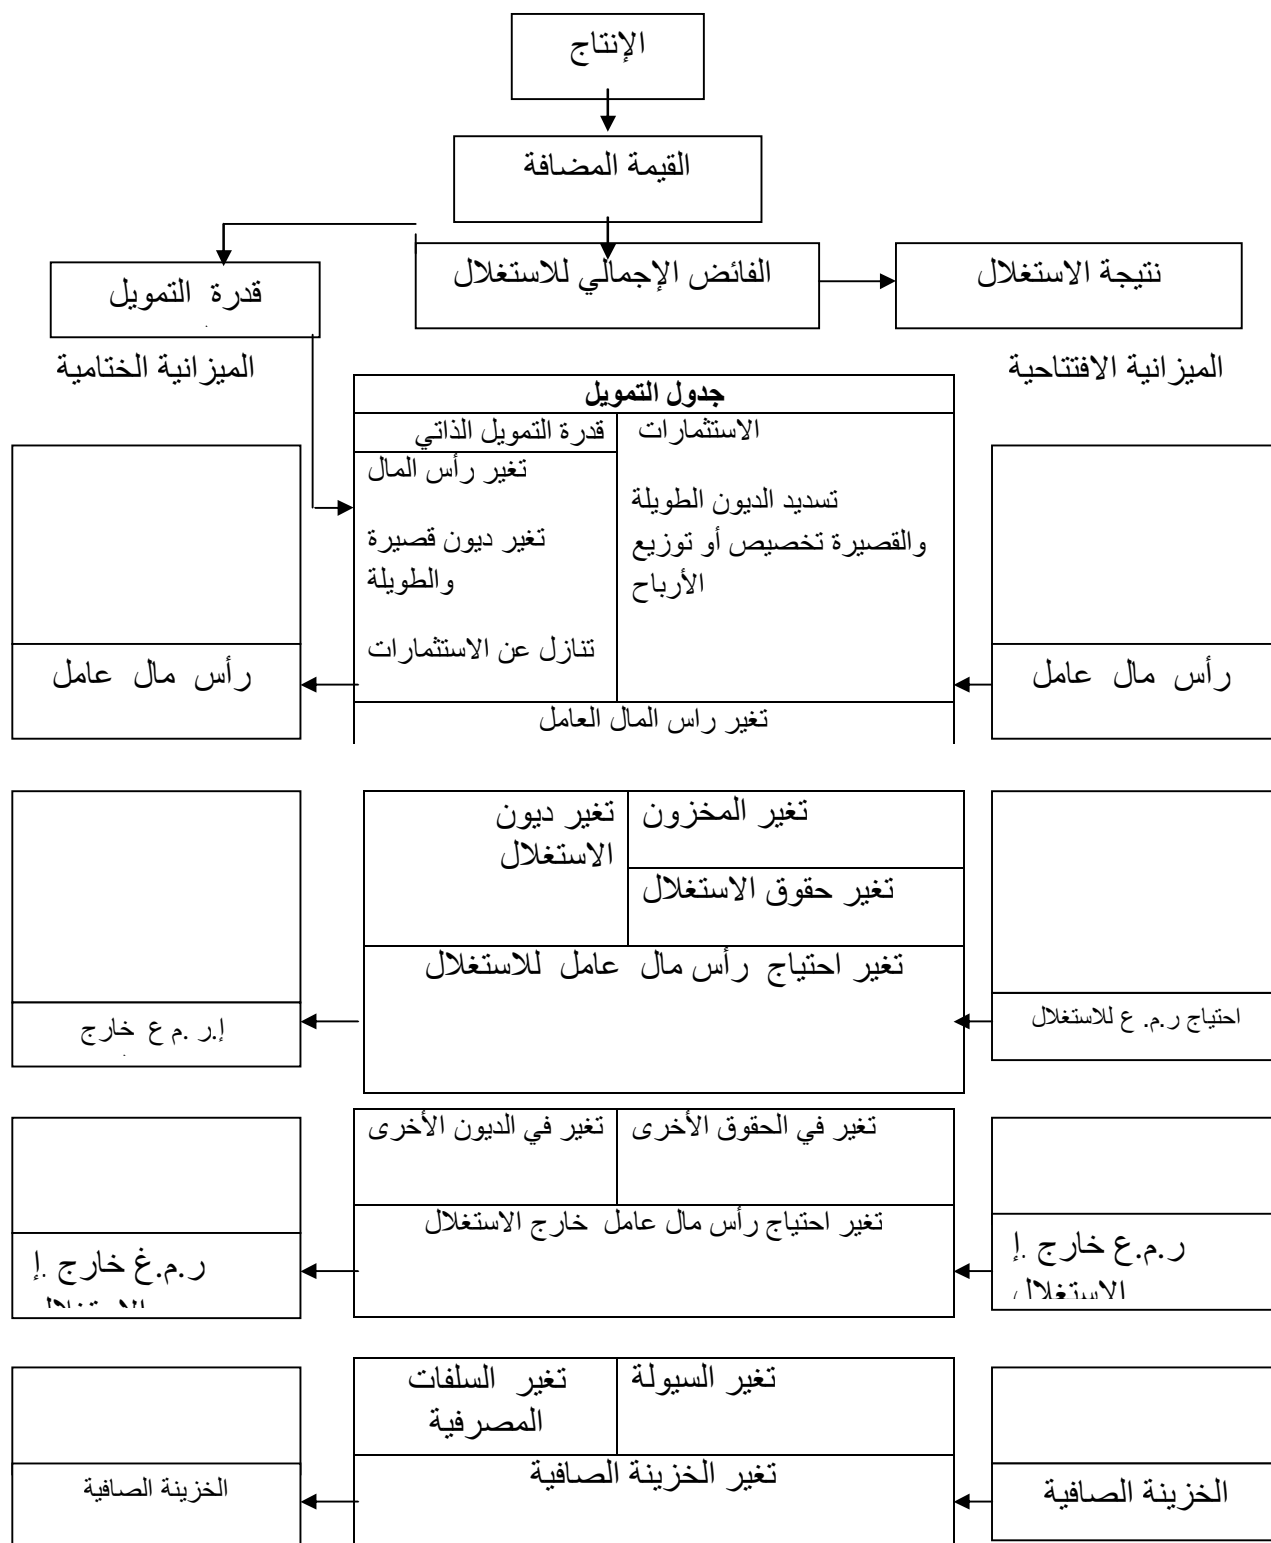 الإنتاج
القيمة المضافة
نتيجة الاستغلال
الفائض الإجمالي للاستغلال
قدرة التمويل
الميزانية الافتتاحية
الميزانية الختامية
جدول التمويل
الاستثمارات
قدرة التمويل الذاتي
تسديد الديون الطويلة
والقصيرة تخصيص أو توزيع
الأرباح
تغير رأس المال
تغير ديون قصيرة
والطويلة
تنازل عن الاستثمارات
رأس مال عامل
تغير راس المال العامل
رأس مال عامل
تغير المخزون
تغير ديون
الاستغلال
تغير حقوق الاستغلال
تغير احتياج رأس مال عامل للاستغلال
احتياج ر.م. ع للاستغلال
إ.ر .م ع خارج
تغير في الحقوق الأخرى
تغير في الديون الأخرى
تغير احتياج رأس مال عامل خارج الاستغلال
ر.م.ع خارج .إ
الاستغلال
ر.م.غ خارج .إ
تغير السيولة
تغير السلفات
المصرفية
تغير الخزينة الصافية
الخزينة الصافية
الخزينة الصافية